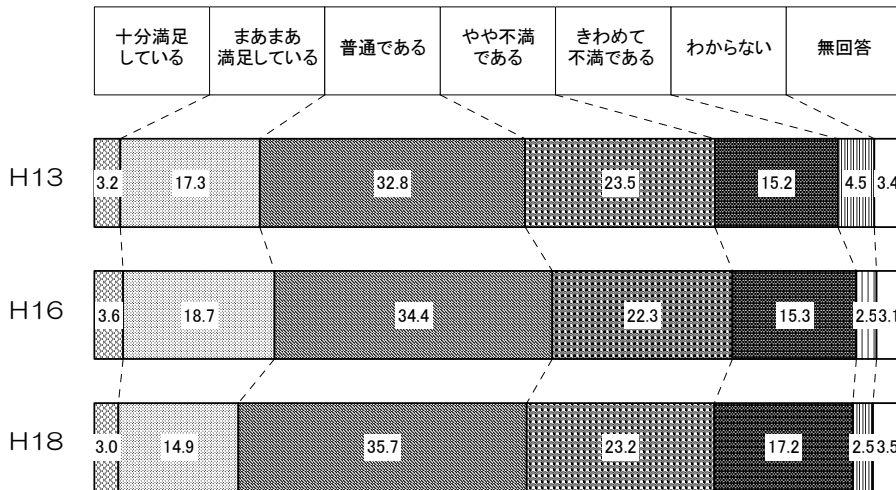 十分満足
している
まあまあ
満足している
普通である
やや不満
である
きわめて
不満である
わからない
無回答
H13
3.2
17.3
32.8
23.5
15.2
4.5
3.4
H16
3.6
18.7
34.4
22.3
15.3
2.5
3.1
H18
3.0
14.9
35.7
23.2
17.2
2.5
3.5